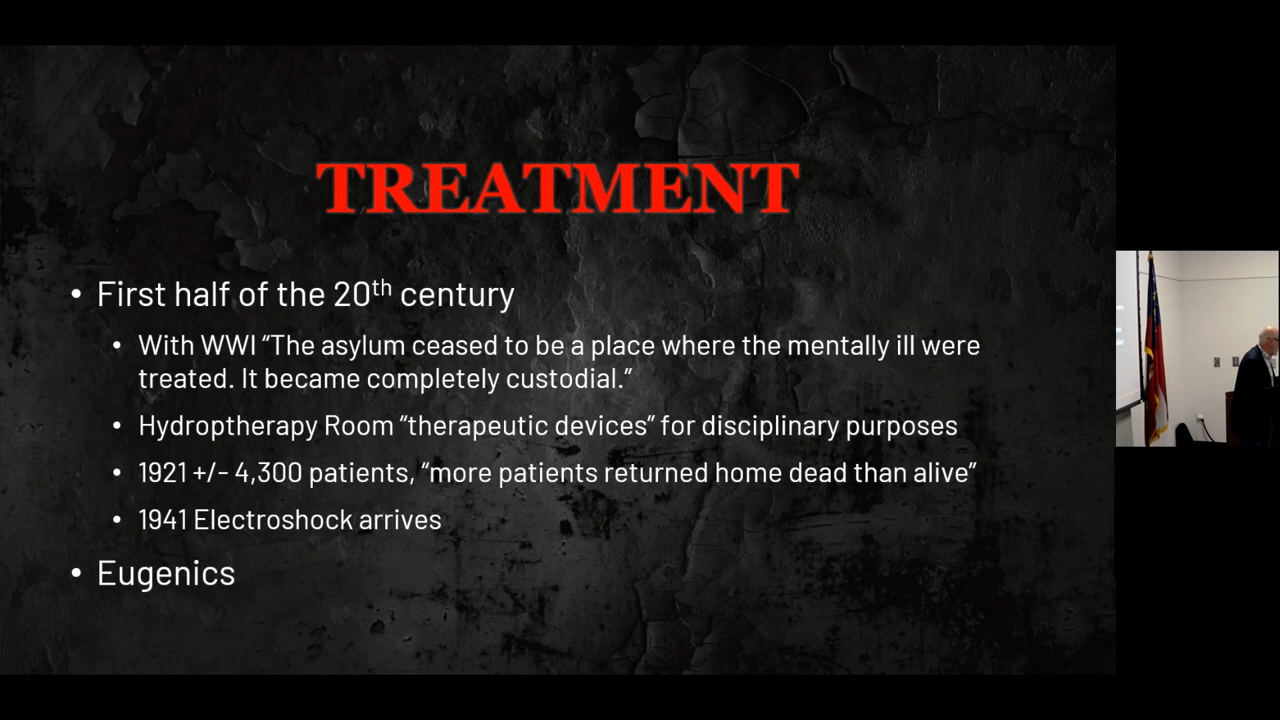 TREATMENT
• First half of the 20th century
• With WWI “The asylum ceased to be a place where the mentally ill were
treated. It became completely custodial.”
• Hydroptherapy Room “therapeutic devices” for disciplinary purposes
• 1921 +/- 4,300 patients, “more patients returned home dead than alive”
• 1941 Electroshock arrives
• Eugenics